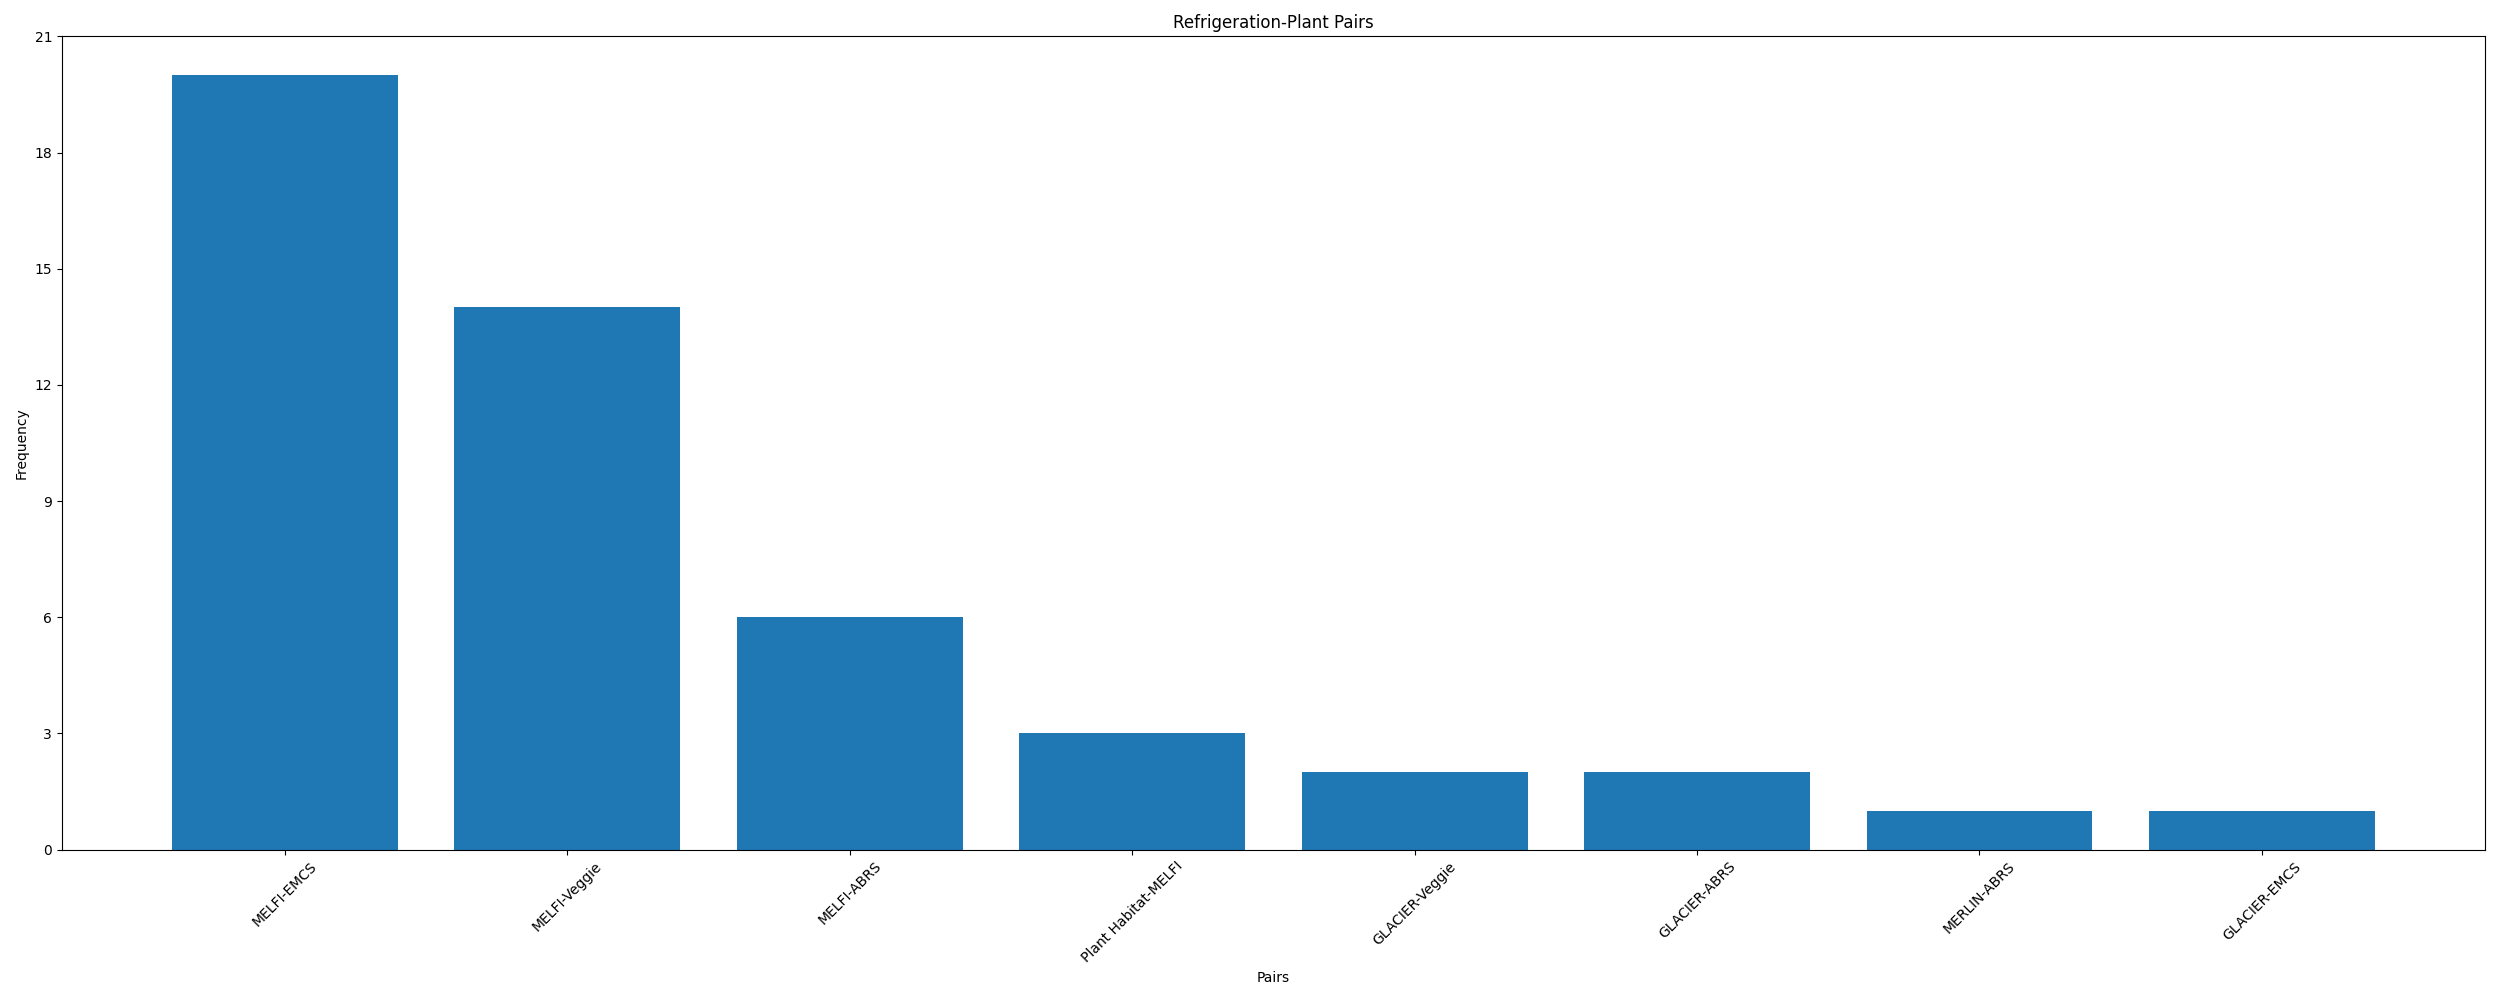 Refrigeration-Plant Pairs
21
18
15
12
9
6
3
0
Frequency
MELFI-EMCS
MELFI-Veggie
MELFI-ABRS
Plant Habitat-MELFI
GLACIER-Veggie
GLACIER-ABRS
MERLIN-ABRS
GLACIER-EMCS
Pairs